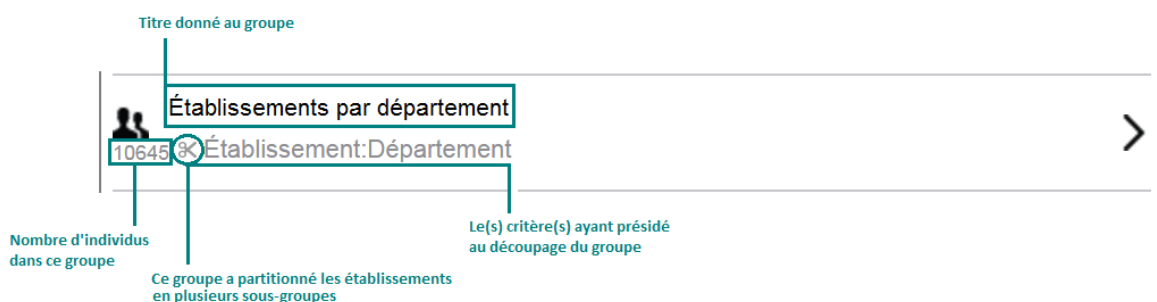 Titre donné au groupe
Établissements par département
10645 Établissement:Département
Le(s) critère(s) ayant présidé
au découpage du groupe
Nombre d'individus
dans ce groupe
Ce groupe a partitionné les établissements
en plusieurs sous-groupes